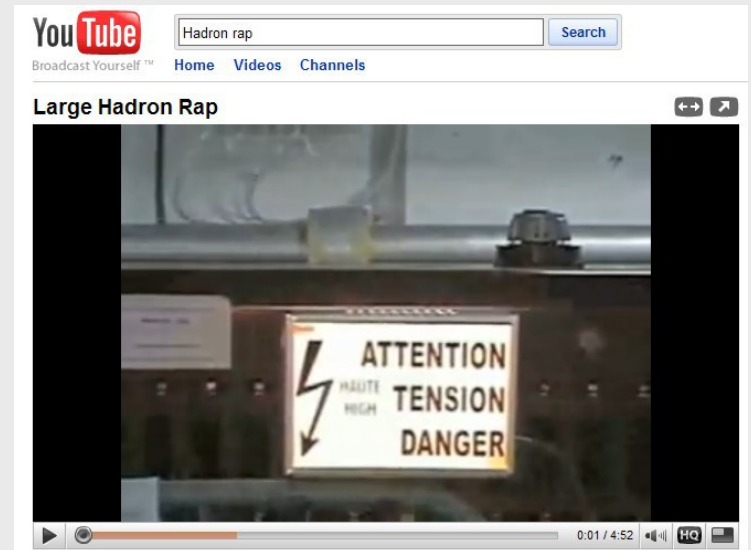 YouTube Hadron rap Search
Broadcast Yourself ™ Home Videos Channels
Large Hadron Rap
ATTENTION
HAUTE
HIGH TENSION
DANGER
0:01 / 4:52 HQ